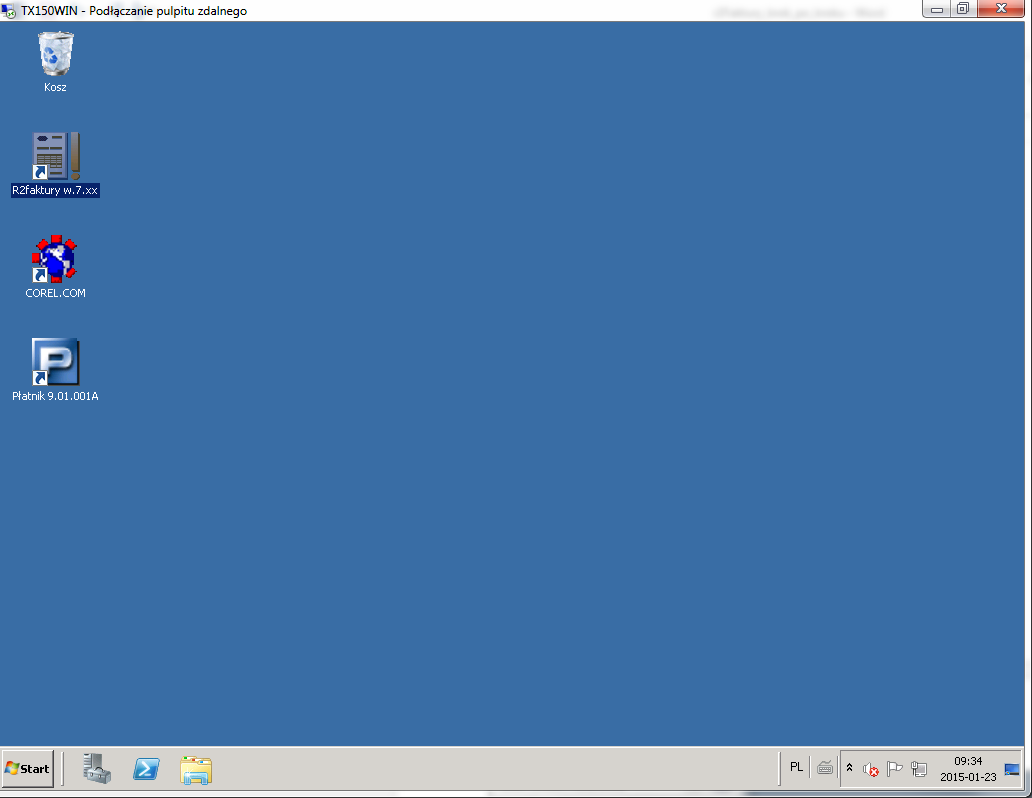 TX150WIN - Podłączanie pulpitu zdalnego
Kosz
R2faktury w.7.xx
COREL.COM
Płatnik 9.01.001A
Start
PL
09:34
2015-01-23